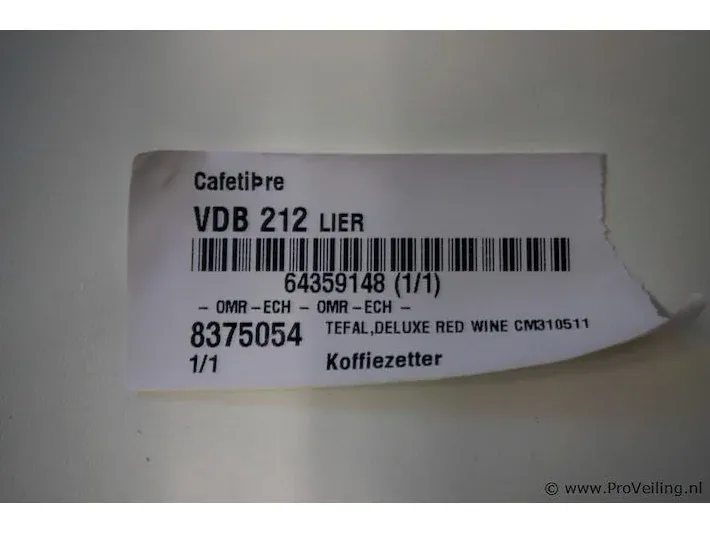 CafetiÞre
VDB 212 LIER
64359148 (1/1)
- OMR-ECH - OMR-ECH -
8375054 TEFAL,DELUXE RED WINE CM310511
1/1 Koffiezetter
© www.ProVeiling.nl